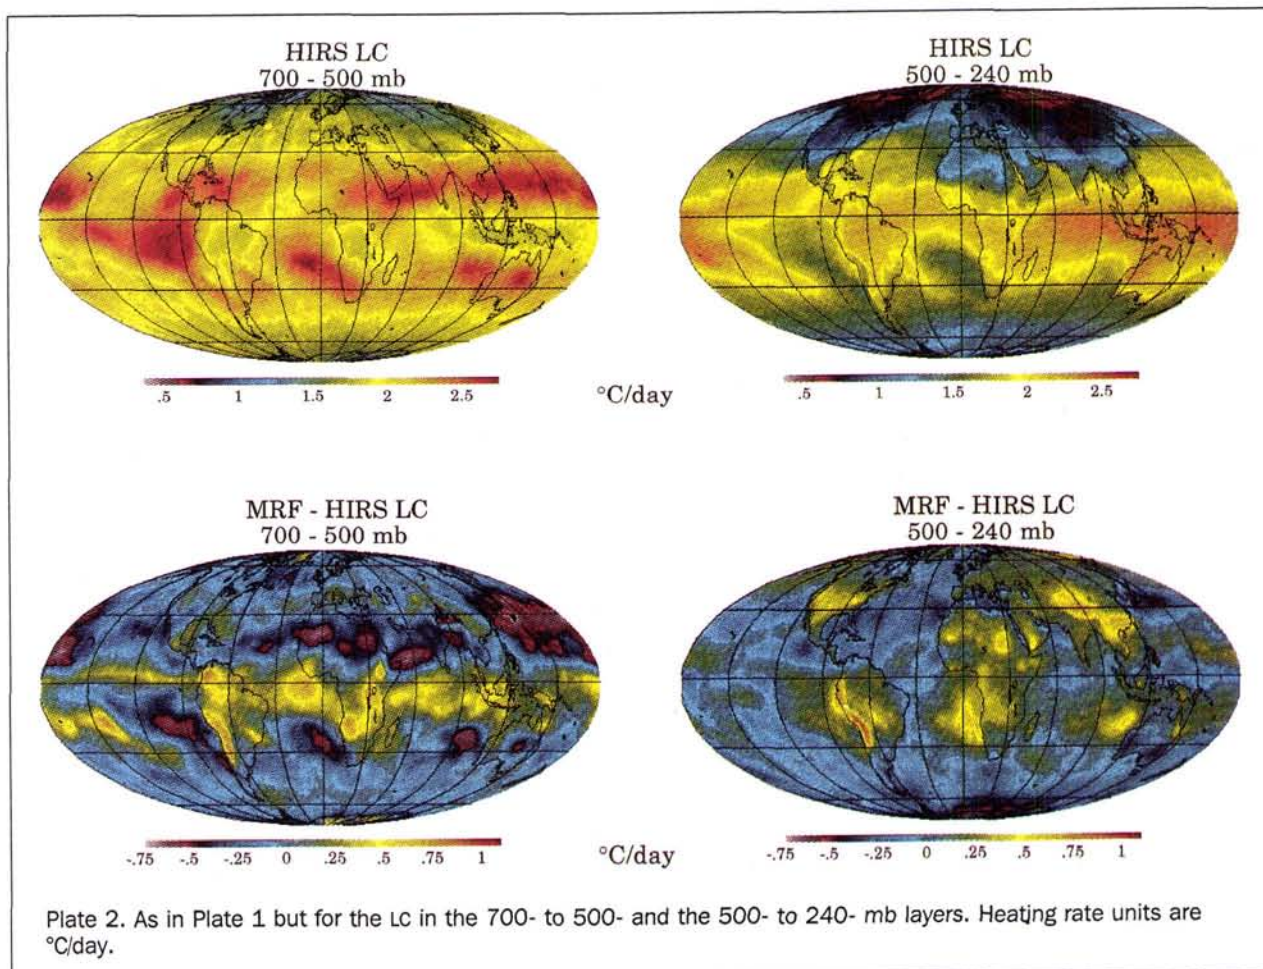 HIRS LC
700 - 500 mb
HIRS LC
500 - 240 mb
.5 1 1.5 2 2.5
°C/day
.5 1 1.5 2 2.5
MRF - HIRS LC
700 - 500 mb
MRF - HIRS LC
500 - 240 mb
-.75 -.5 -.25 0 .25 .5 .75 1
°C/day
-.75 -.5 -.25 0 .25 .5 .75 1
Plate 2. As in Plate 1 but for the LC in the 700- to 500- and the 500- to 240- mb layers. Heating rate units are
°C/day.